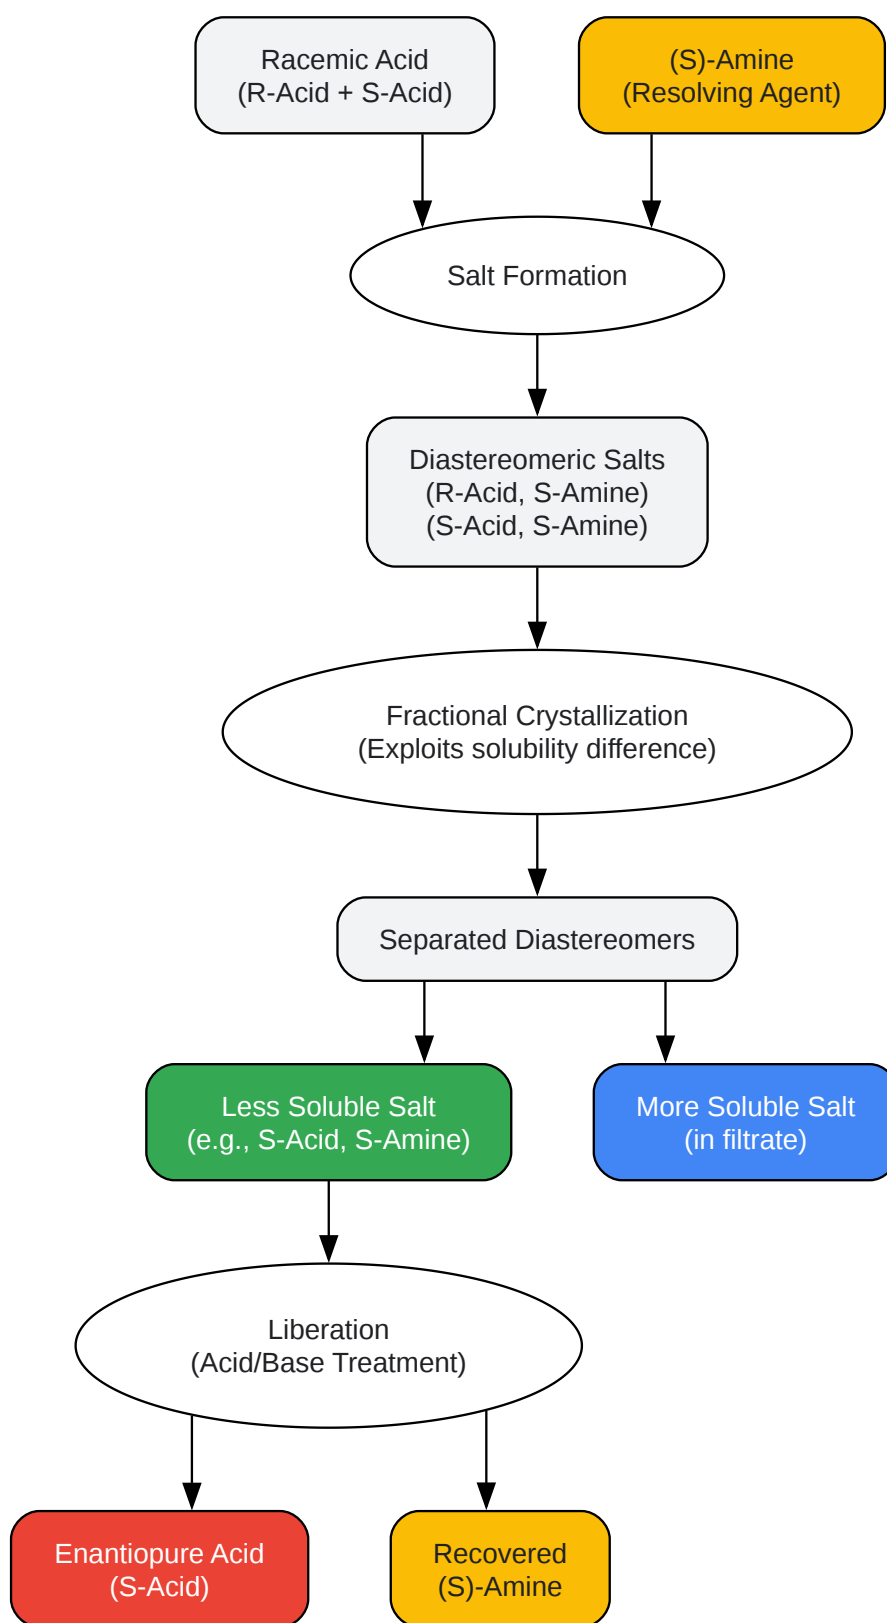 Racemic Acid
(R-Acid + S-Acid)
(S)-Amine
(Resolving Agent)
Salt Formation
Diastereomeric Salts
(R-Acid, S-Amine)
(S-Acid, S-Amine)
Fractional Crystallization
(Exploits solubility difference)
Separated Diastereomers
Less Soluble Salt
(e.g., S-Acid, S-Amine)
More Soluble Salt
(in filtrate)
Liberation
(Acid/Base Treatment)
Enantiopure Acid
(S-Acid)
Recovered
(S)-Amine